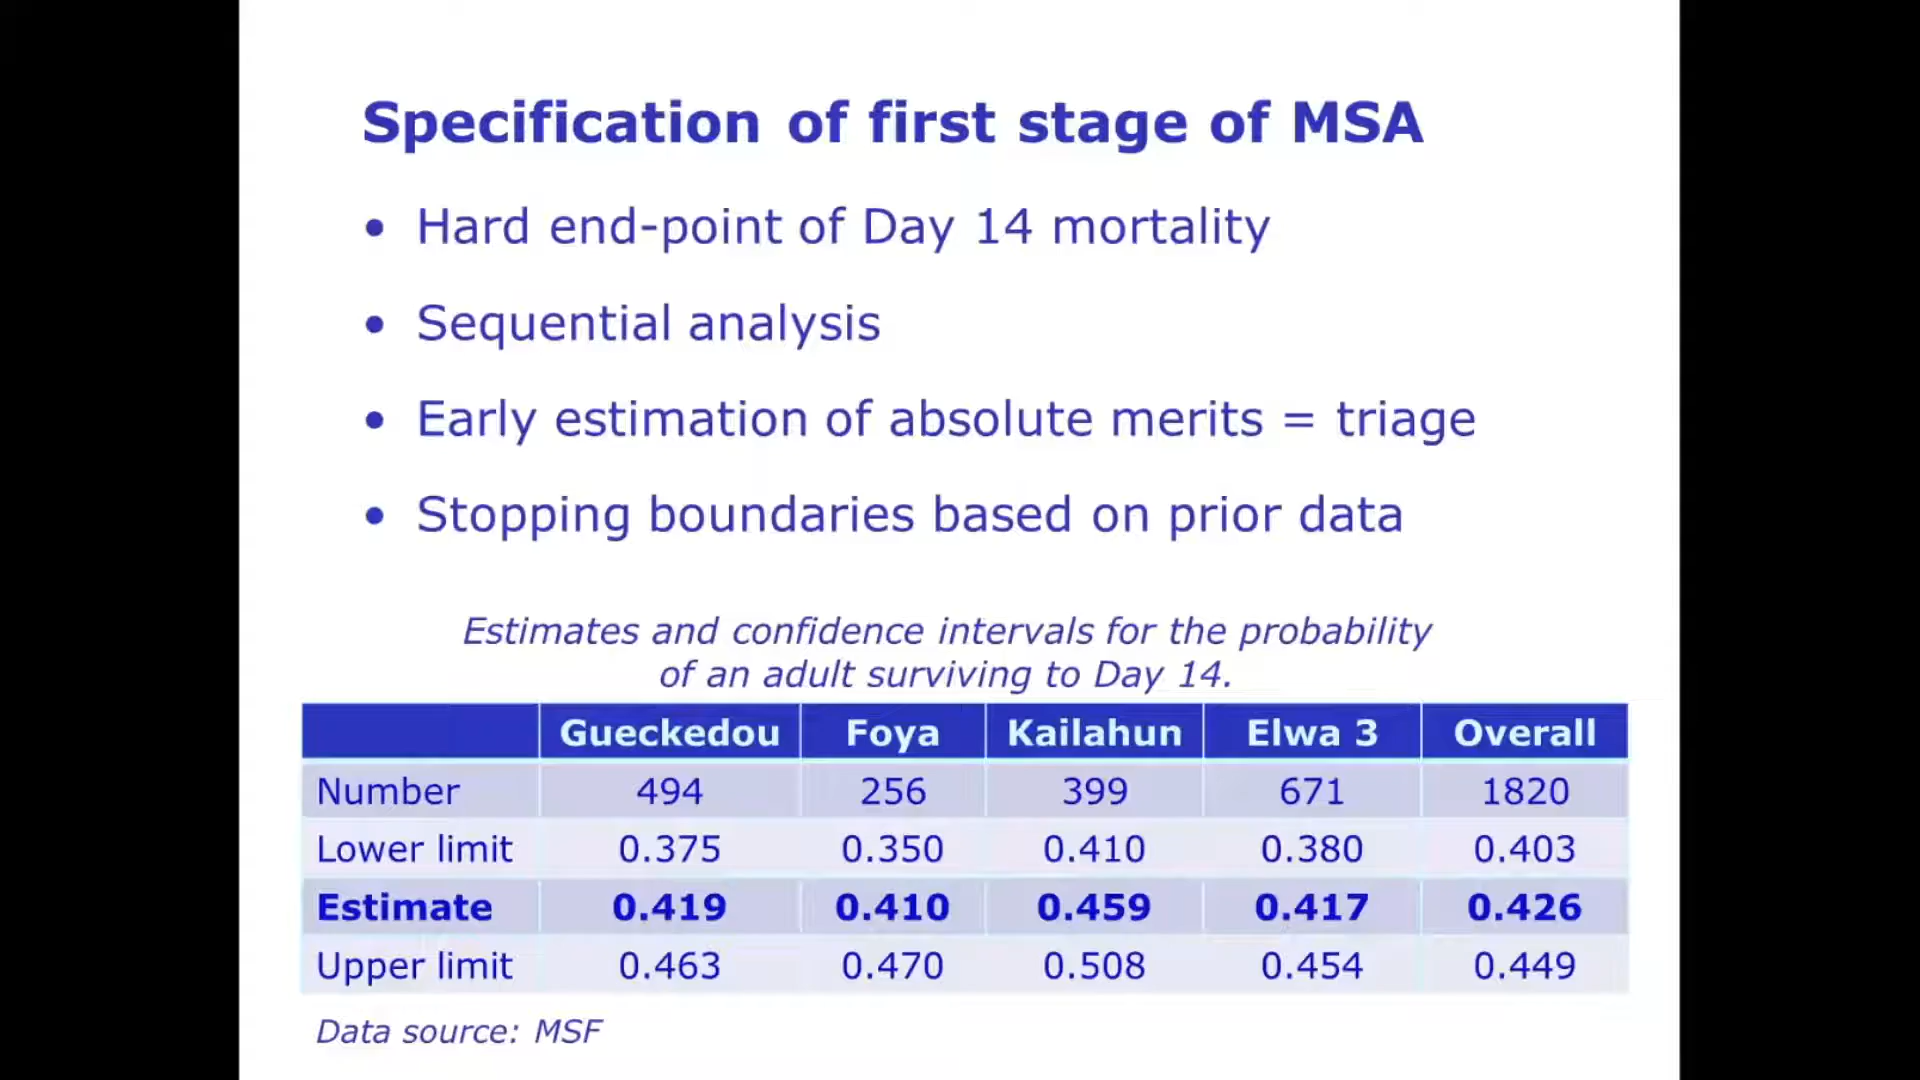 Specification of first stage of MSA
• Hard end-point of Day 14 mortality
• Sequential analysis
• Early estimation of absolute merits = triage
• Stopping boundaries based on prior data
Estimates and confidence intervals for the probability
of an adult surviving to Day 14.
Gueckedou Foya Kailahun Elwa 3 Overall
Number 494 256 399 671 1820
Lower limit 0.375 0.350 0.410 0.380 0.403
Estimate 0.419 0.410 0.459 0.417 0.426
Upper limit 0.463 0.470 0.508 0.454 0.449
Data source: MSF